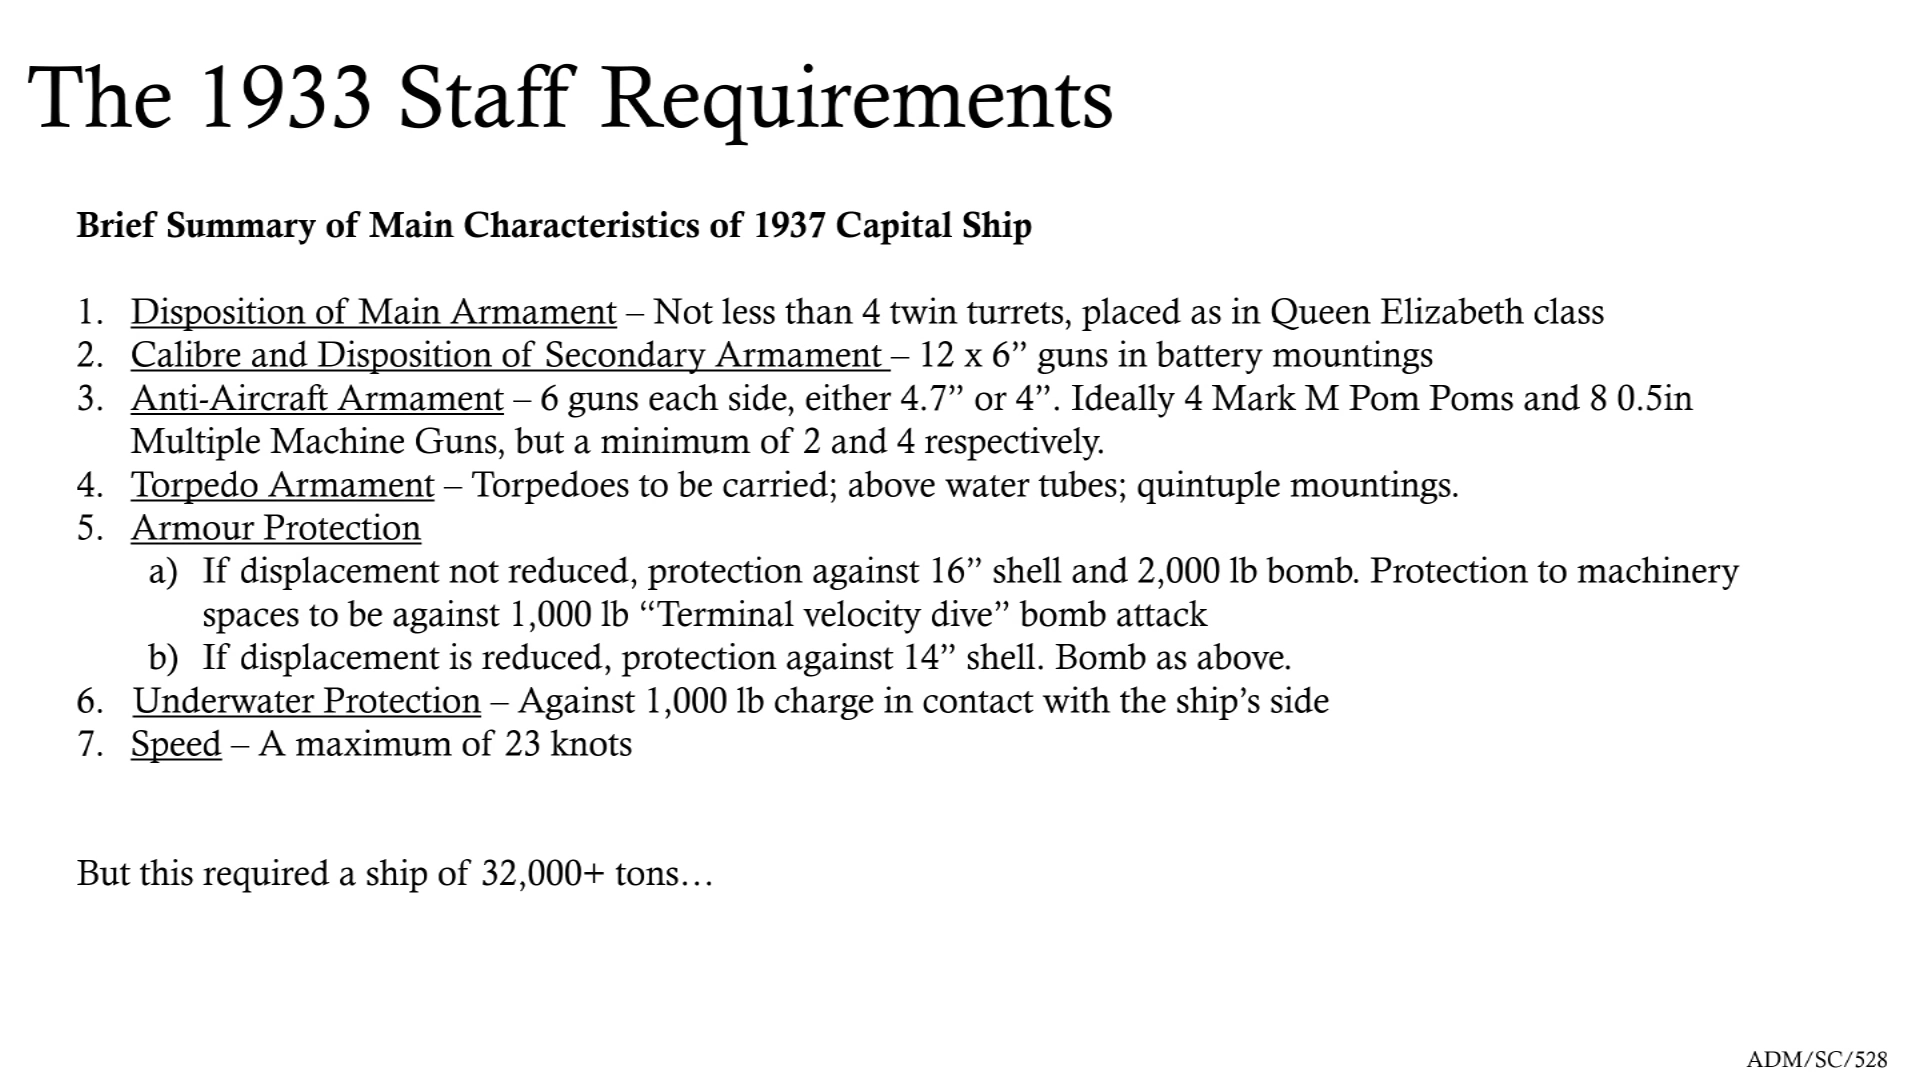 The 1933 Staff Requirements
Brief Summary of Main Characteristics of 1937 Capital Ship
1. Disposition of Main Armament – Not less than 4 twin turrets, placed as in Queen Elizabeth class
2. Calibre and Disposition of Secondary Armament – 12 x 6” guns in battery mountings
3. Anti-Aircraft Armament – 6 guns each side, either 4.7” or 4”. Ideally 4 Mark M Pom Poms and 8 0.5in
Multiple Machine Guns, but a minimum of 2 and 4 respectively.
4. Torpedo Armament – Torpedoes to be carried; above water tubes; quintuple mountings.
5. Armour Protection
a) If displacement not reduced, protection against 16” shell and 2,000 lb bomb. Protection to machinery
spaces to be against 1,000 lb “Terminal velocity dive” bomb attack
b) If displacement is reduced, protection against 14” shell. Bomb as above.
6. Underwater Protection – Against 1,000 lb charge in contact with the ship’s side
7. Speed – A maximum of 23 knots
But this required a ship of 32,000+ tons…
ADM/SC/528